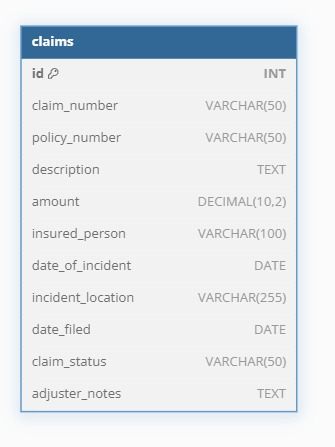 claims
id INT
claim_number VARCHAR(50)
policy_number VARCHAR(50)
description TEXT
amount DECIMAL(10,2)
insured_person VARCHAR(100)
date_of_incident DATE
incident_location VARCHAR(255)
date_filed DATE
claim_status VARCHAR(50)
adjuster_notes TEXT